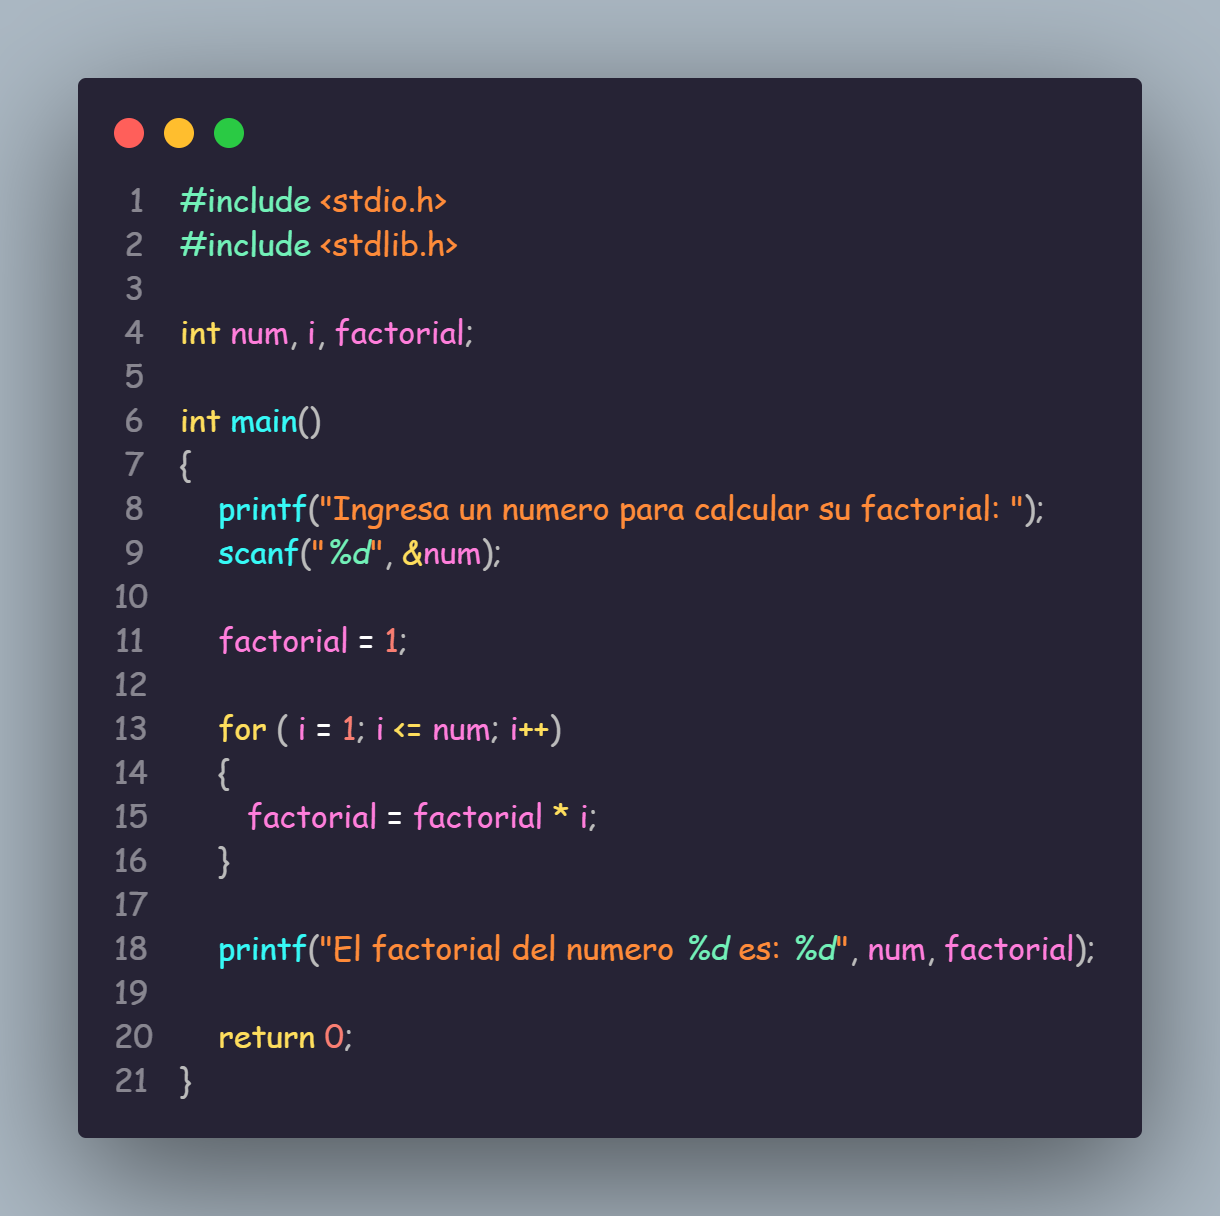 1 #include <stdio.h>
2 #include <stdlib.h>
3
4 int num, i, factorial;
5
6 int main()
7 {
8 printf("Ingresa un numero para calcular su factorial: ");
9 scanf("%d", &num);
10
11 factorial = 1;
12
13 for ( i = 1; i <= num; i++)
14 {
15 factorial = factorial * i;
16 }
17
18 printf("El factorial del numero %d es: %d", num, factorial);
19
20 return 0;
21 }